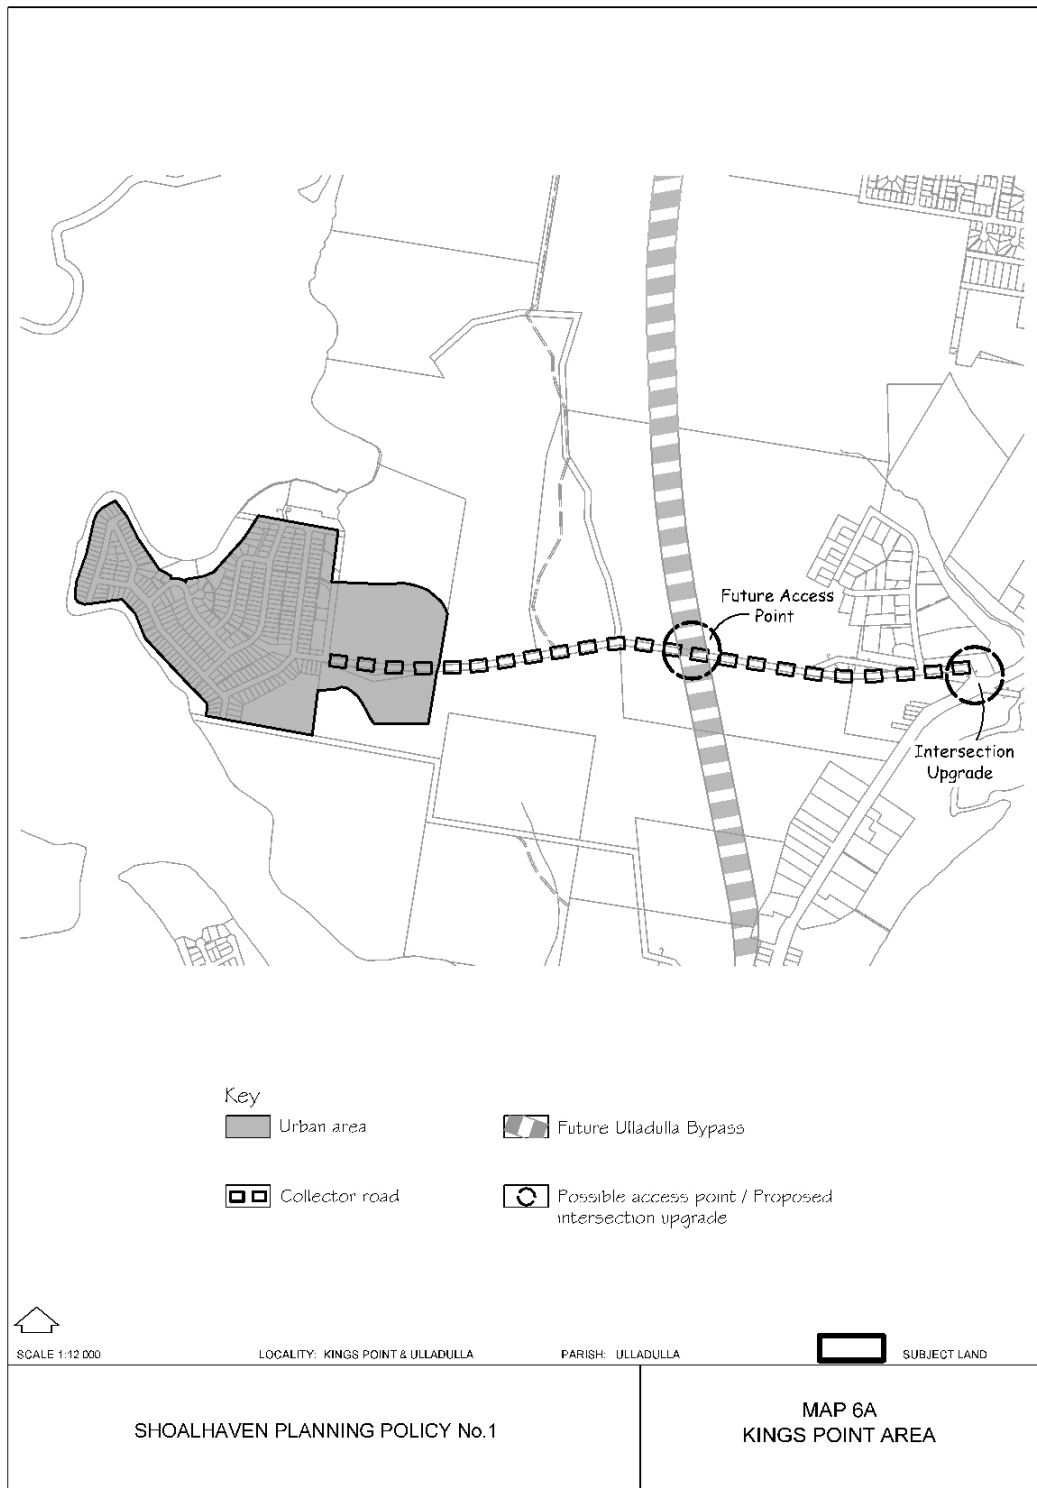 Future Access
Point
Intersection
Upgrade
Key
Urban area
Future Ulladulla Bypass
Collector road
Possible access point / Proposed
intersection upgrade
SCALE 1:12 000
LOCALITY: KINGS POINT & ULLADULLA
PARISH: ULLADULLA
SUBJECT LAND
SHOALHAVEN PLANNING POLICY No.1
MAP 6A
KINGS POINT AREA